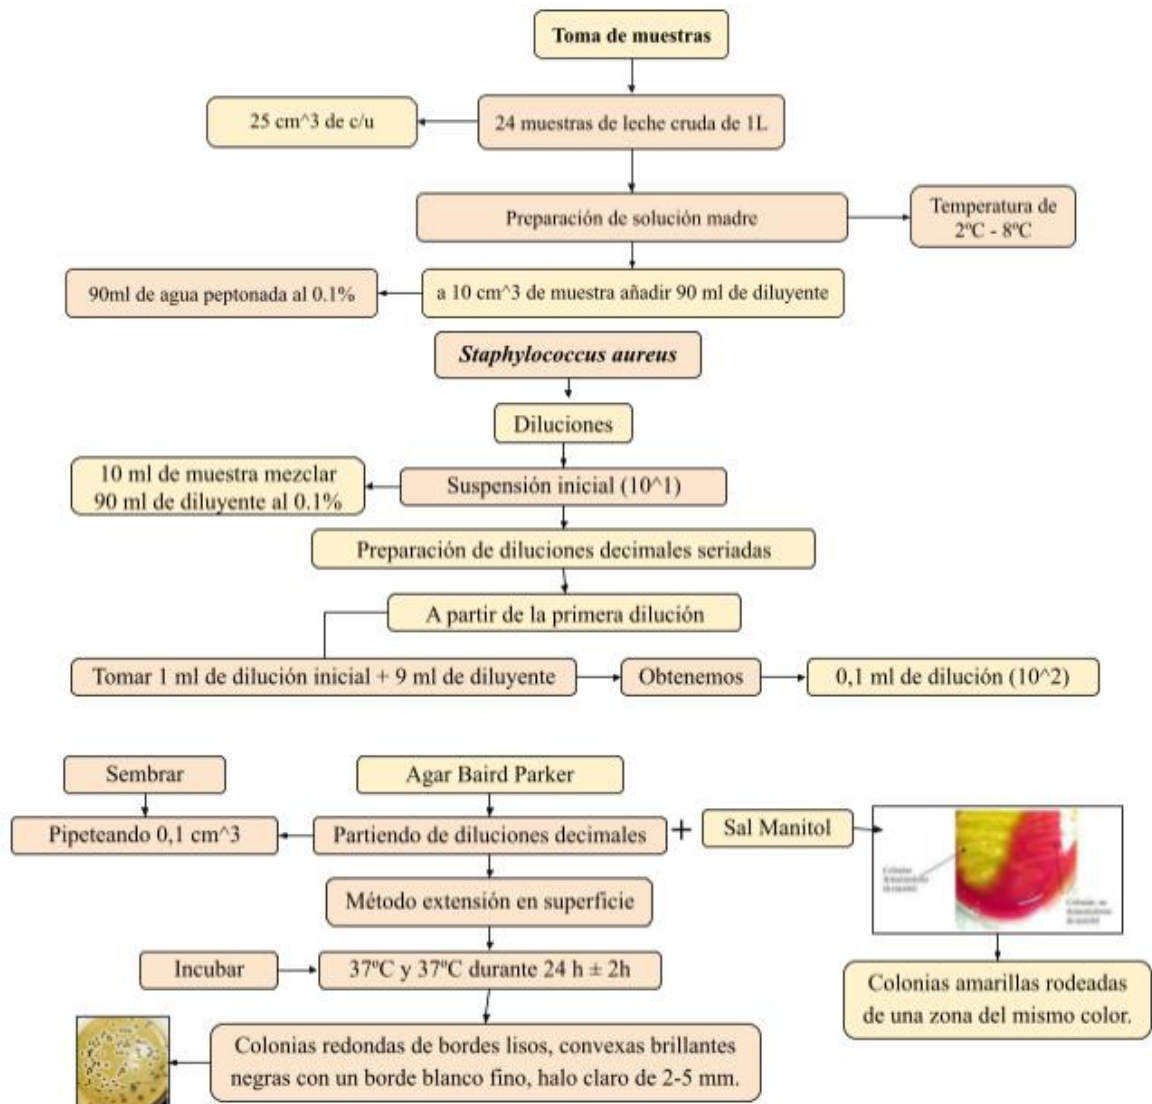 Toma de muestras
25 cm^3 de c/u
24 muestras de leche cruda de 1L
Preparación de solución madre
Temperatura de
2ºC - 8ºC
90ml de agua peptonada al 0.1%
a 10 cm^3 de muestra añadir 90 ml de diluyente
Staphylococcus aureus
Diluciones
10 ml de muestra mezclar
90 ml de diluyente al 0.1%
Suspensión inicial (10^1)
Preparación de diluciones decimales seriadas
A partir de la primera dilución
Tomar 1 ml de dilución inicial + 9 ml de diluyente
Obtenemos
0,1 ml de dilución (10^2)
Sembrar
Agar Baird Parker
Pipeteando 0,1 cm^3
Partiendo de diluciones decimales
+
Sal Manitol
Colonias
Colonias no
Método extensión en superficie
Incubar
37ºC y 37ºC durante 24 h ± 2h
Colonias amarillas rodeadas
de una zona del mismo color.
Colonias redondas de bordes lisos, convexas brillantes
negras con un borde blanco fino, halo claro de 2-5 mm.